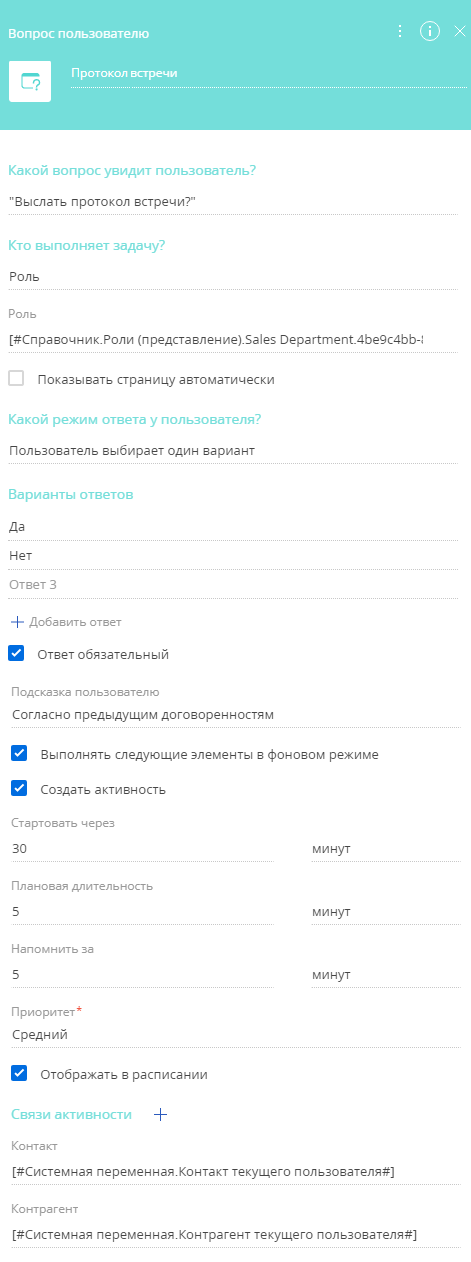 Вопрос пользователю
Протокол встречи
Какой вопрос увидит пользователь?
"Выслать протокол встречи?"
Кто выполняет задачу?
Роль
Роль
[#Справочник.Роли (представление).Sales Department.4be9c4bb-
Показывать страницу автоматически
Какой режим ответа у пользователя?
Пользователь выбирает один вариант
Варианты ответов
Да
Нет
Ответ 3
Добавить ответ
Ответ обязательный
Подсказка пользователю
Согласно предыдущим договоренностям
Выполнять следующие элементы в фоновом режиме
Создать активность
Стартовать через
30 минут
Плановая длительность
5 минут
Напомнить за
5 минут
Приоритет*
Средний
Отображать в расписании
Связи активности +
Контакт
[#Системная переменная.Контакт текущего пользователя#]
Контрагент
[#Системная переменная.Контрагент текущего пользователя#]